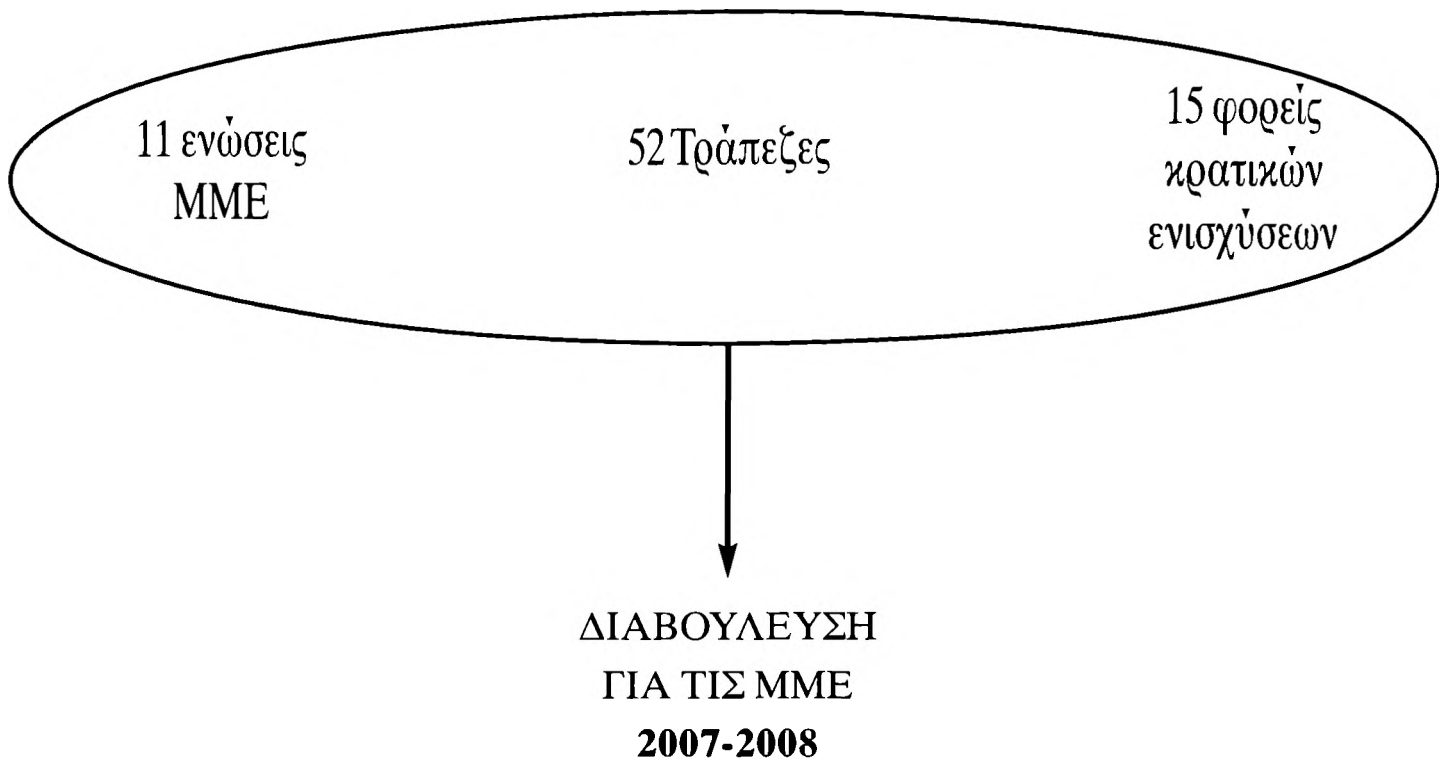 11 ενώσεις
ΜΜΕ
52 Τράπεζες
15 φορείς
κρατικών
ενισχύσεων
ΔΙΑΒΟΥΛΕΥΣΗ
ΓΙΑ ΤΙΣ ΜΜΕ
2007-2008